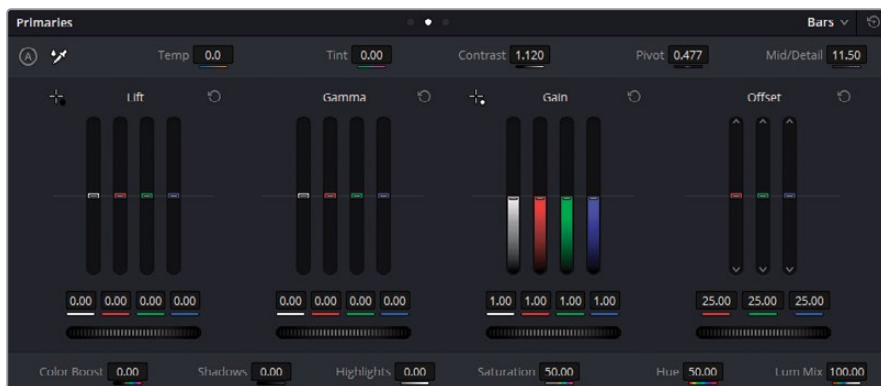 Primaries Bars
A Temp 0.0 Tint 0.00 Contrast 1.120 Pivot 0.477 Mid/Detail 11.50
Lift Gamma Gain Offset
0.00 0.00 0.00 0.00 0.00 0.00 0.00 0.00 1.00 1.00 1.00 1.00 25.00 25.00 25.00
Color Boost 0.00 Shadows 0.00 Highlights 0.00 Saturation 50.00 Hue 50.00 Lum Mix 100.00